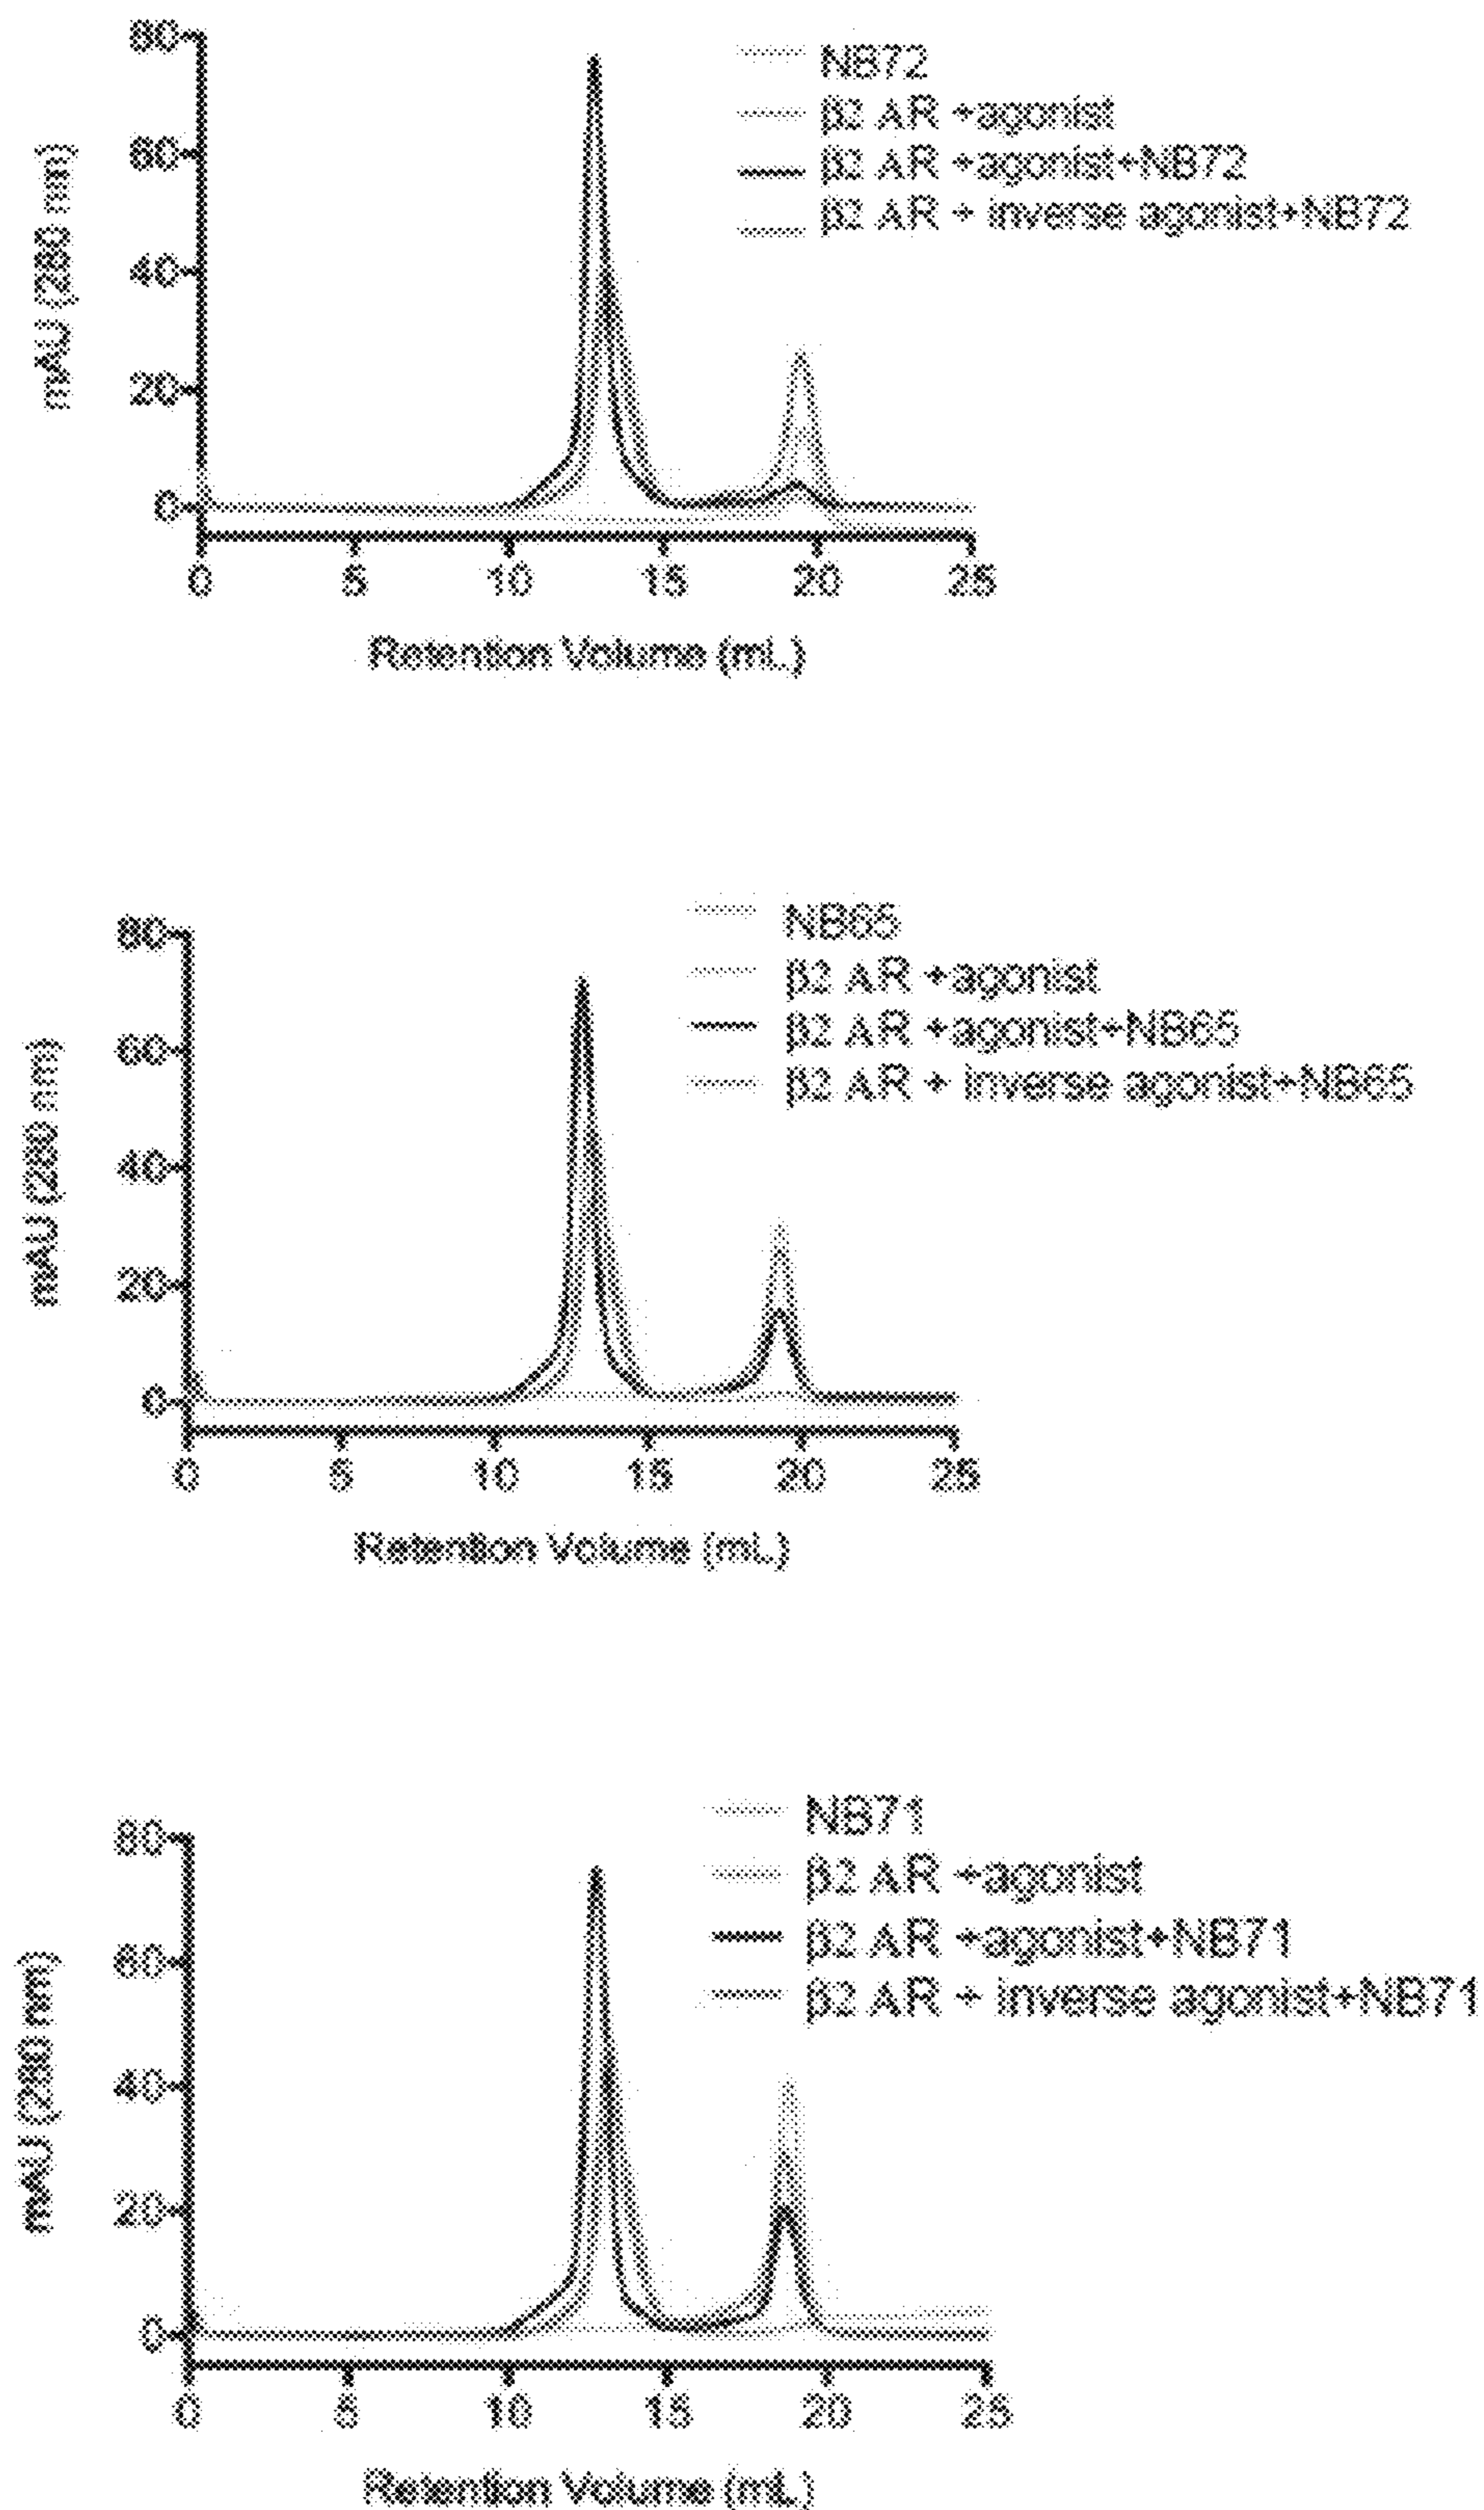 80
NB72
β2 AR +agonist
60
β2 AR +agonist+NB72
β2 AR + inverse agonist+NB72
mAU (280 nm)
40
20
0
0 5 10 15 20 25
Retention Volume (mL)
NB65
80
β2 AR +agonist
β2 AR +agonist+NB65
60
β2 AR + inverse agonist+NB65
mAU (280 nm)
40
20
0
0 5 10 15 20 25
Retention Volume (mL)
NB71
80
β2 AR +agonist
β2 AR +agonist+NB71
60
β2 AR + inverse agonist+NB71
mAU (280 nm)
40
20
0
0 5 10 15 20 25
Retention Volume (mL)